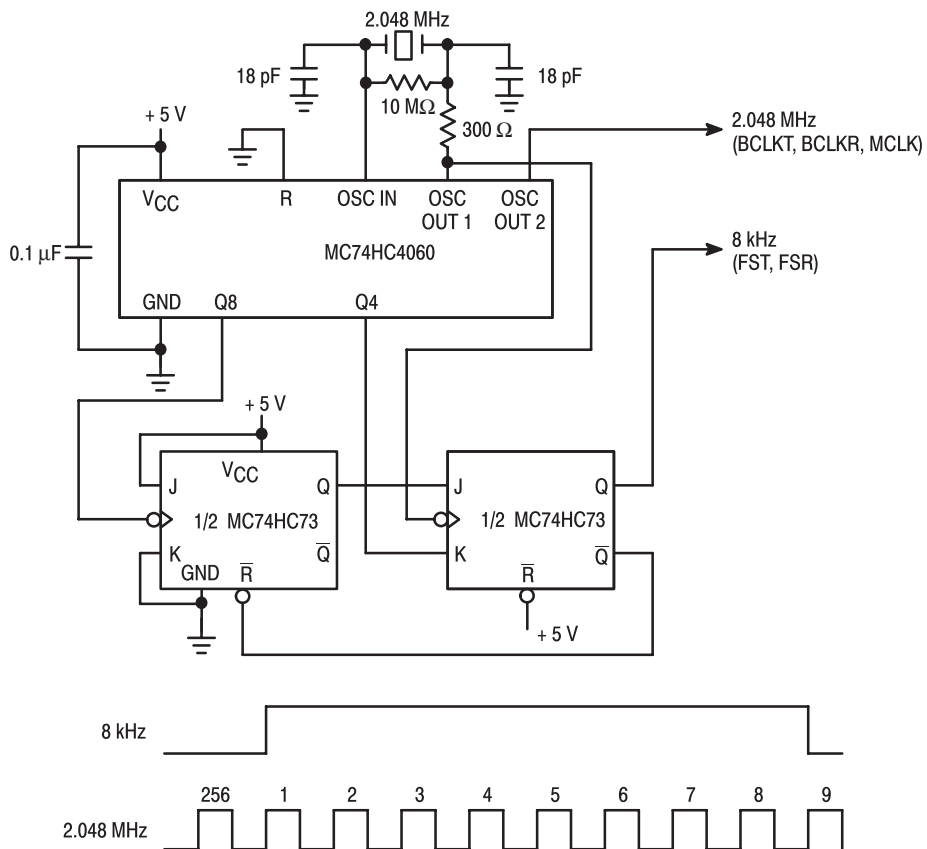 2.048 MHz
18 pF
18 pF
10 MΩ
300 Ω
+ 5 V
2.048 MHz
(BCLKT, BCLKR, MCLK)
VCC
R
OSC IN
OSC
OUT 1
OSC
OUT 2
MC74HC4060
0.1 µF
8 kHz
(FST, FSR)
GND
Q8
Q4
+ 5 V
VCC
J
Q
1/2 MC74HC73
K
Q̅
GND
R̅
J
Q
1/2 MC74HC73
K
Q̅
R̅
+ 5 V
8 kHz
256 1 2 3 4 5 6 7 8 9
2.048 MHz